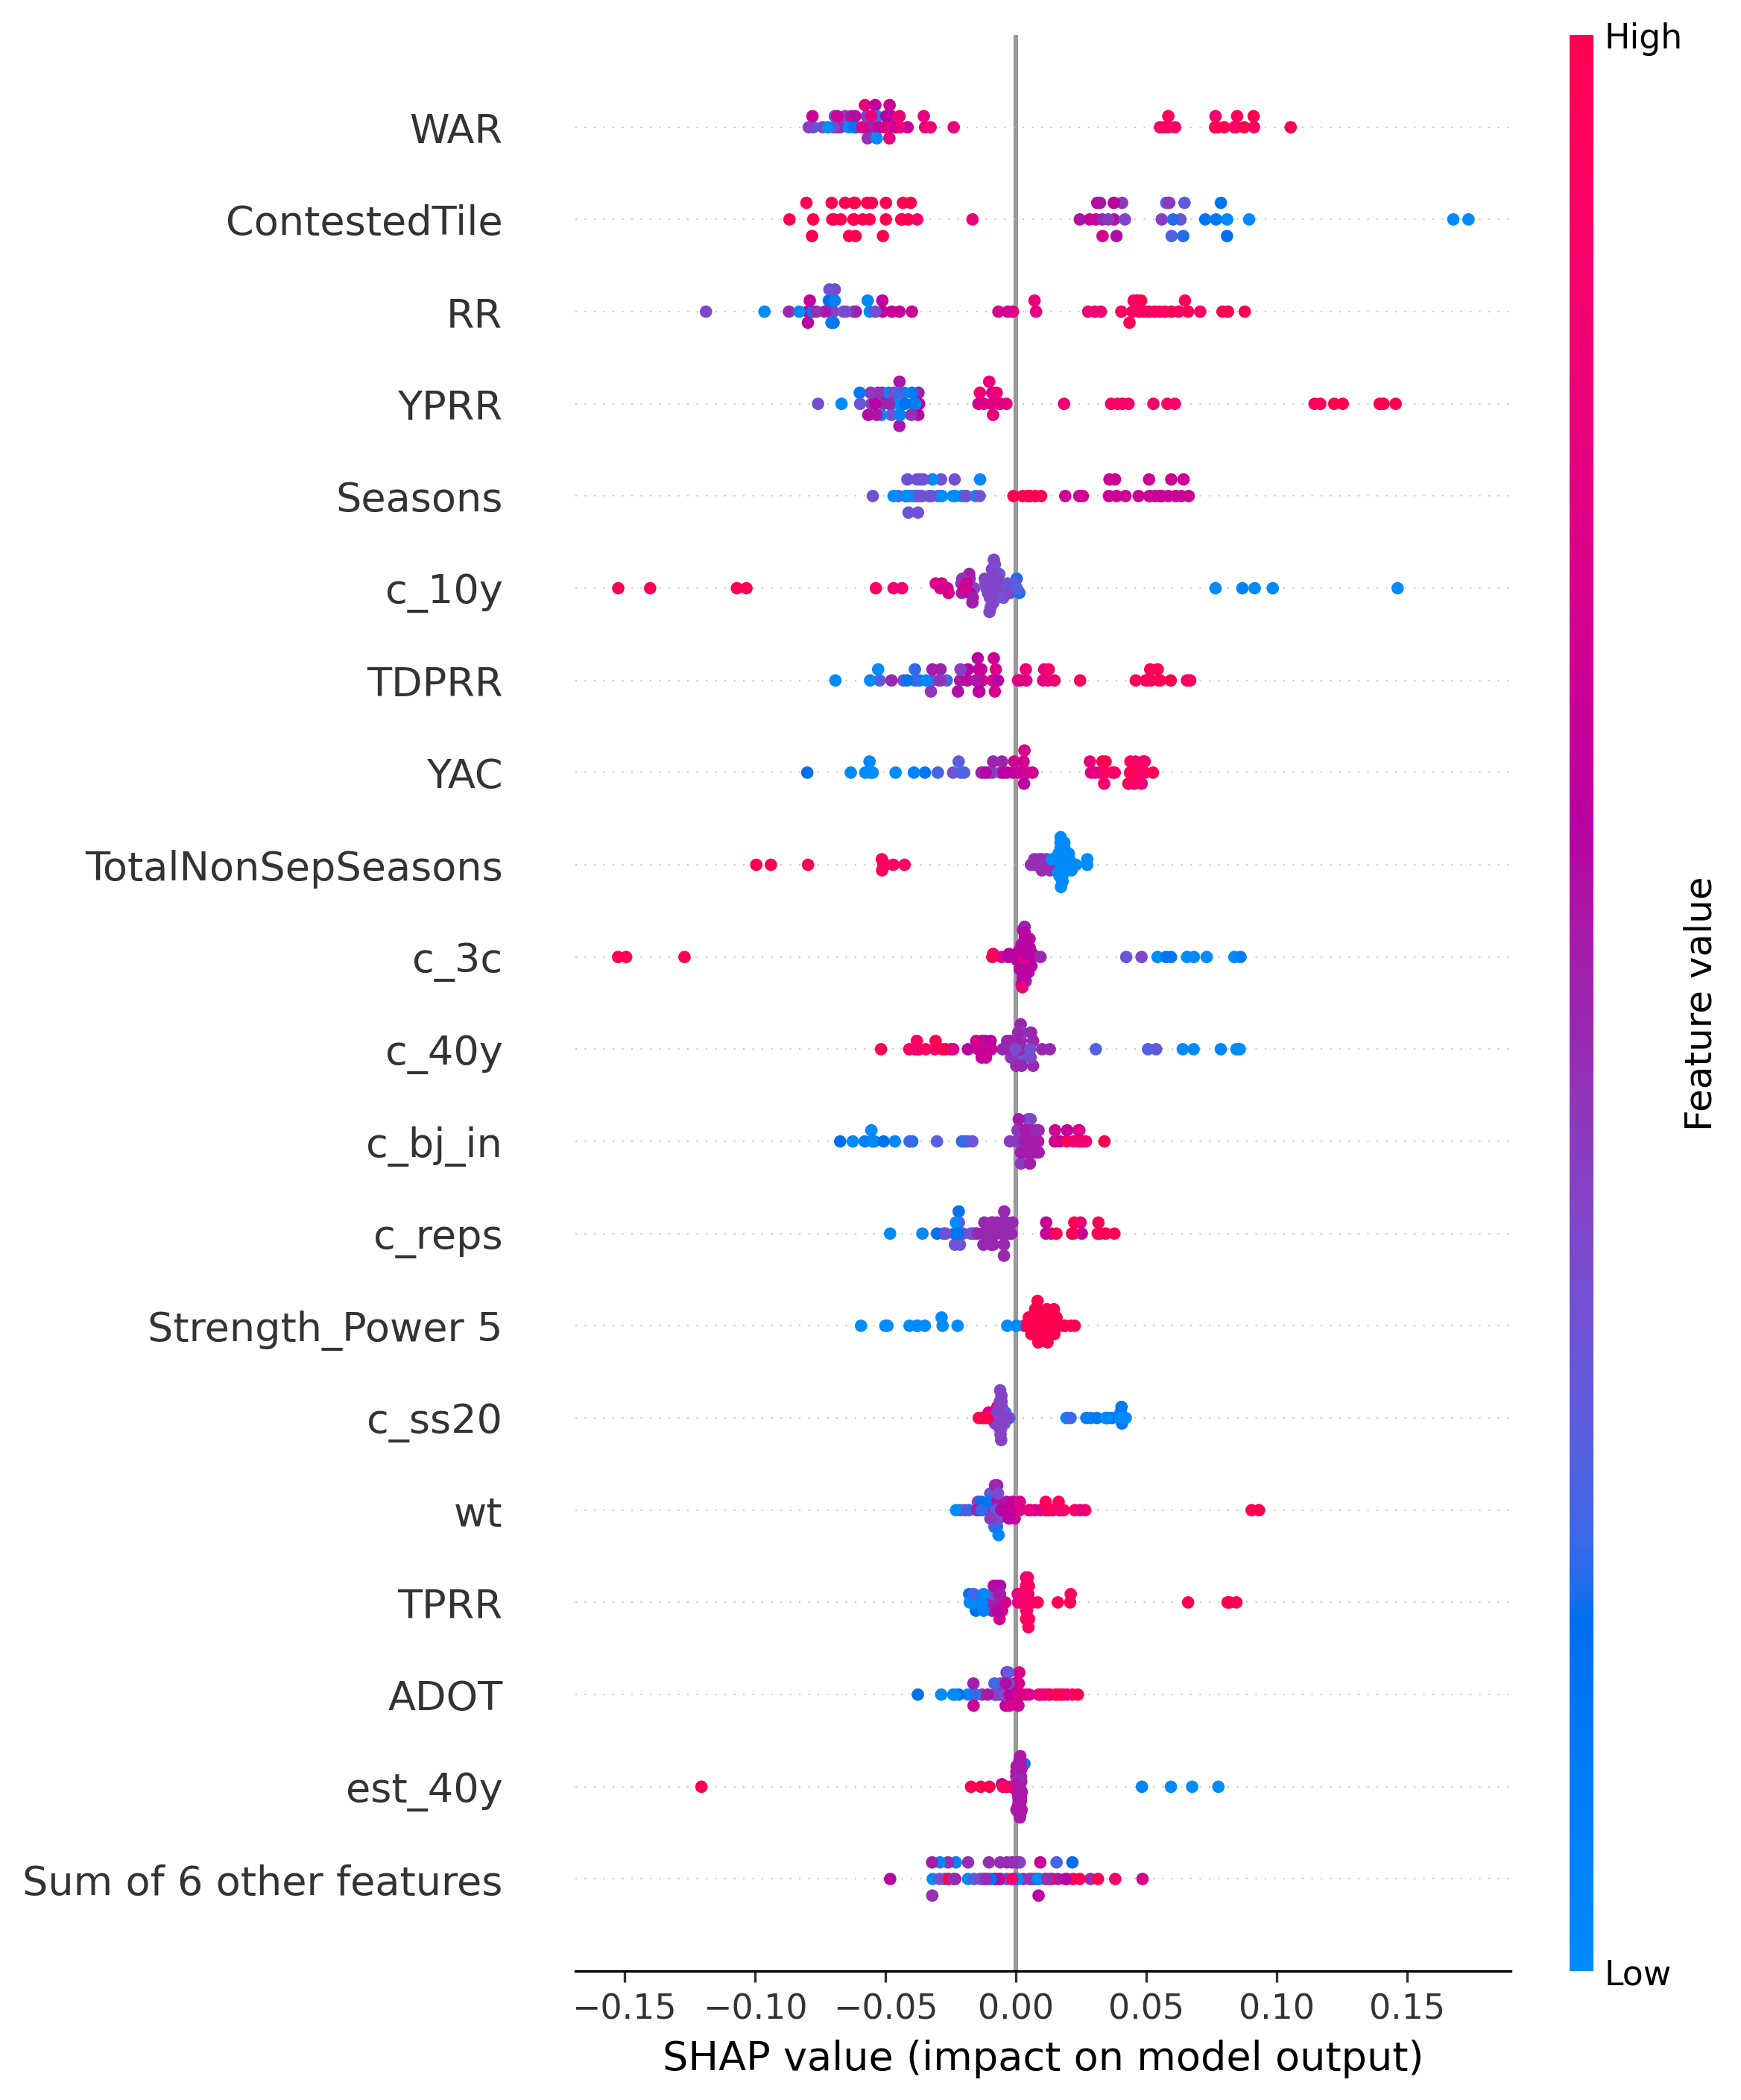 High
WAR
ContestedTile
RR
YPRR
Seasons
c_10y
TDPRR
YAC
TotalNonSepSeasons
c_3c
c_40y
c_bj_in
c_reps
Strength_Power 5
c_ss20
wt
TPRR
ADOT
est_40y
Sum of 6 other features
Feature value
Low
−0.15 −0.10 −0.05 0.00 0.05 0.10 0.15
SHAP value (impact on model output)